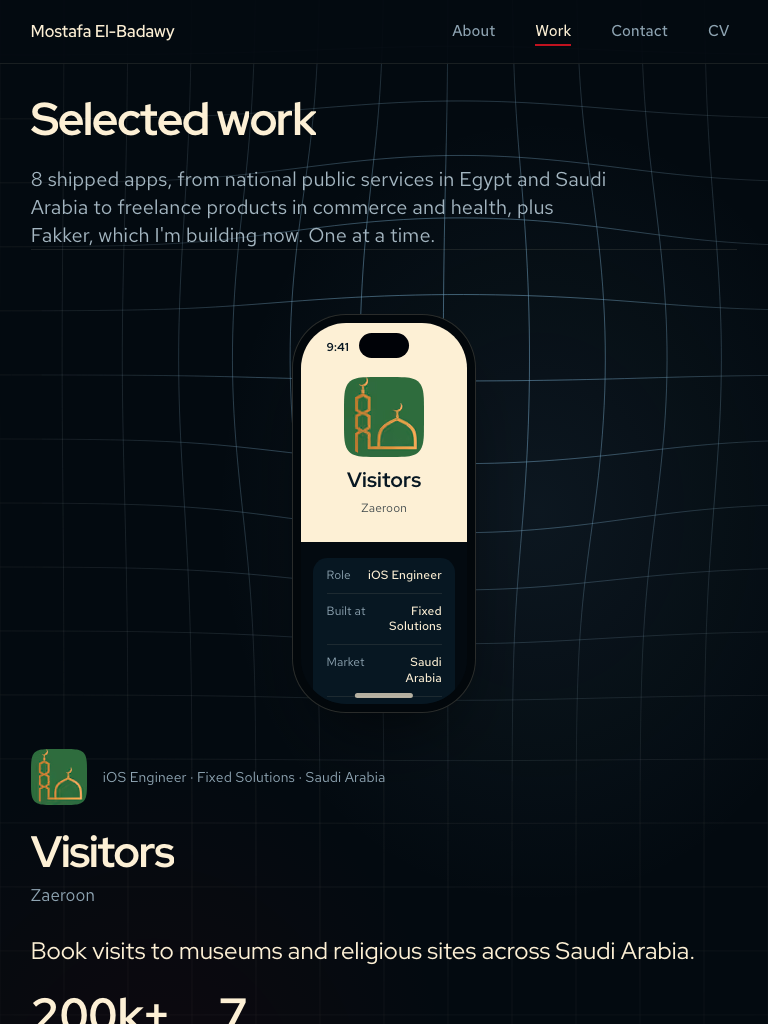 Mostafa El-Badawy
About
Work
Contact
CV
Selected work
8 shipped apps, from national public services in Egypt and Saudi
Arabia to freelance products in commerce and health, plus
Fakker, which I'm building now. One at a time.
9:41
Visitors
Zaeroon
Role iOS Engineer
Built at Fixed
Solutions
Market Saudi
Arabia
iOS Engineer · Fixed Solutions · Saudi Arabia
Visitors
Zaeroon
Book visits to museums and religious sites across Saudi Arabia.
200k+ 7